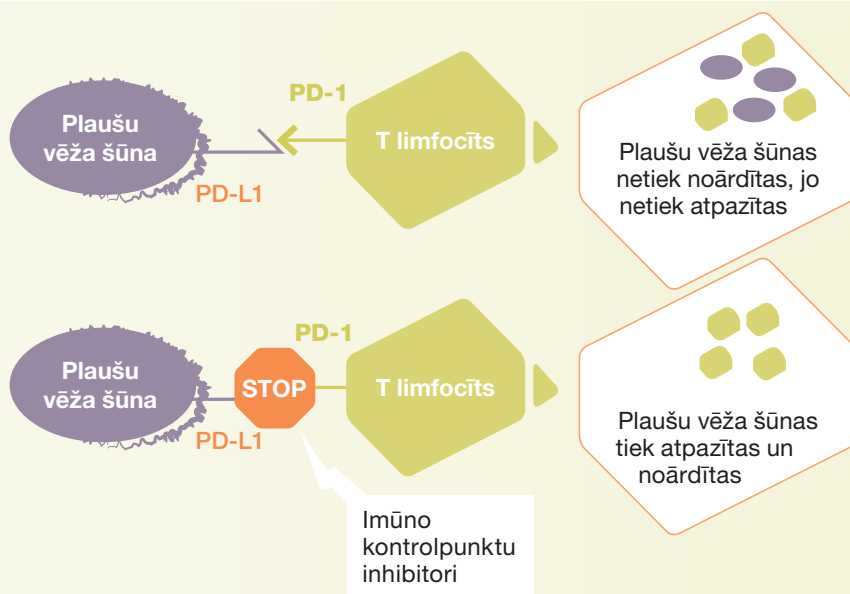 Plaušu
vēža šūna
PD-L1
PD-1
T limfocīts
Plaušu vēža šūnas
netiek noārdītas, jo
netiek atpazītas
Plaušu
vēža šūna
PD-L1
STOP
PD-1
T limfocīts
Plaušu vēža šūnas
tiek atpazītas un
noārdītas
Imūno
kontrolpunktu
inhibitori